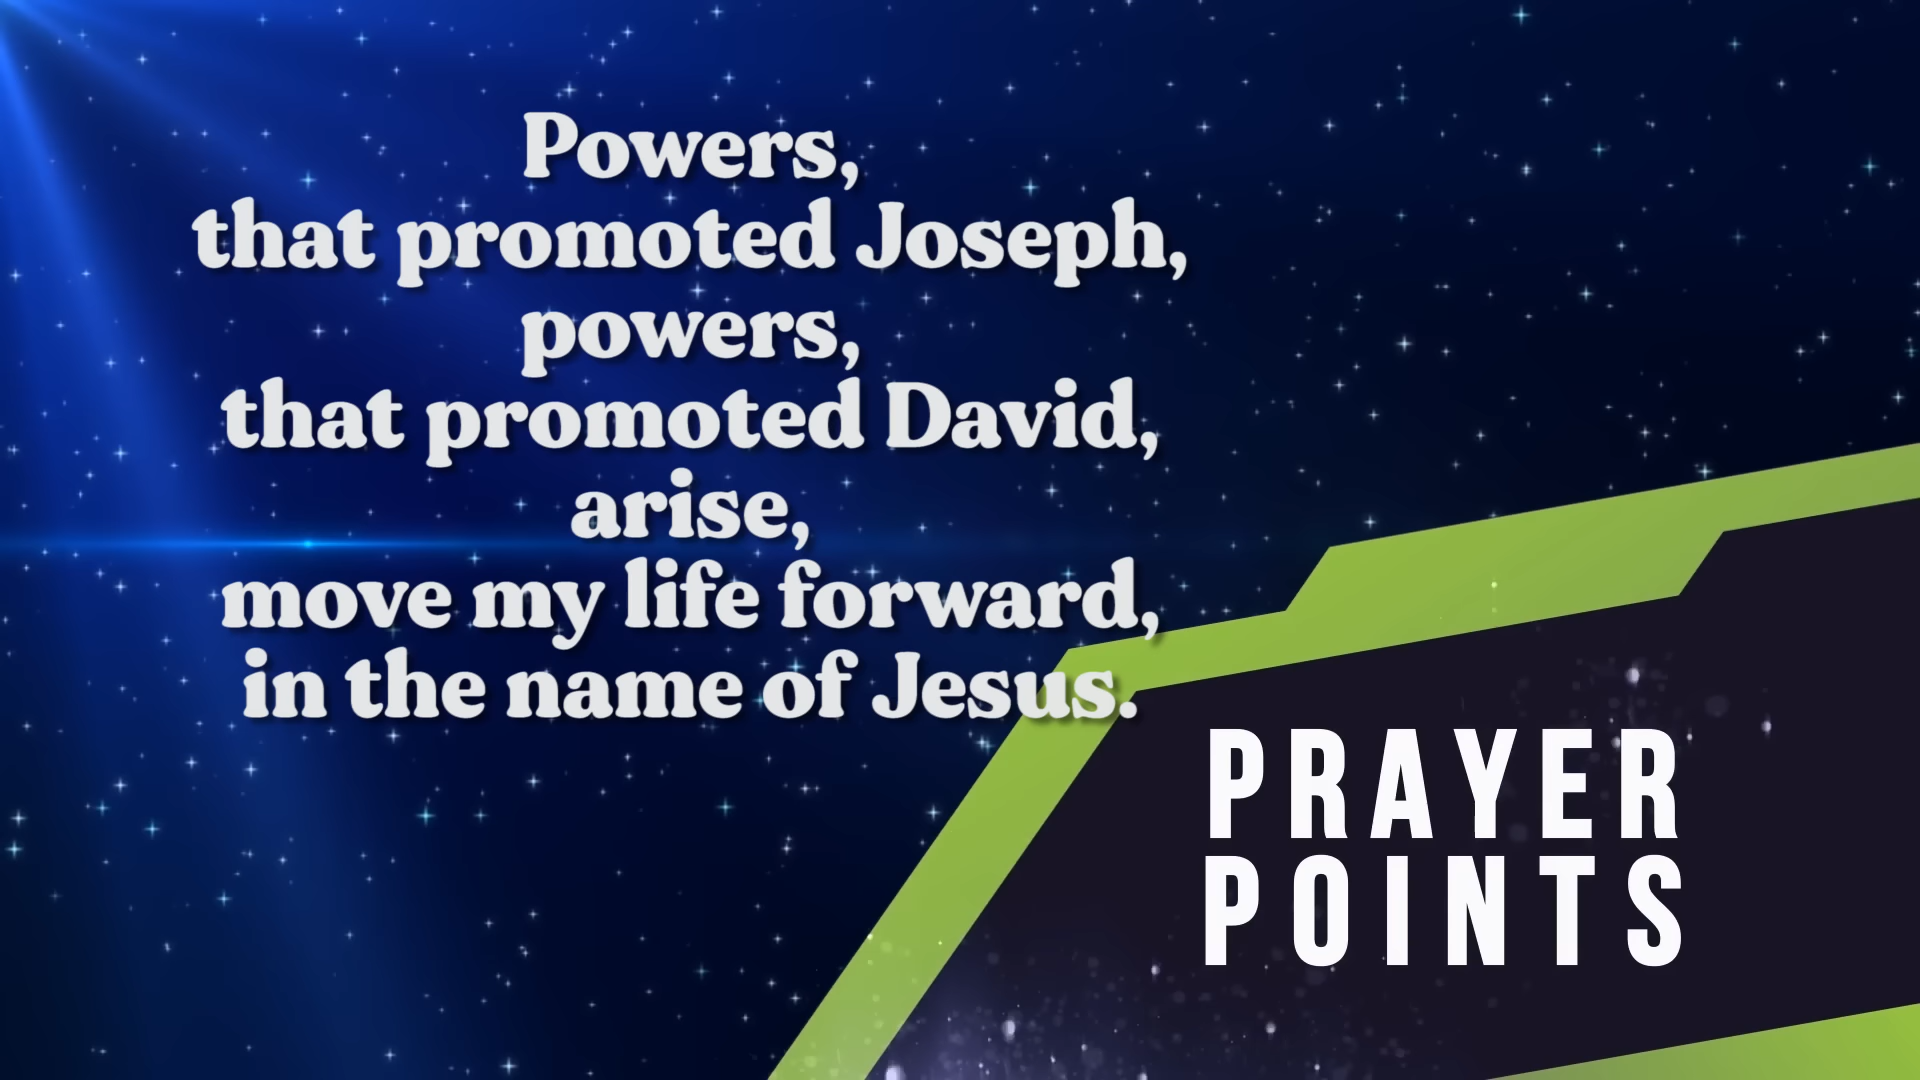 Powers,
that promoted Joseph,
powers,
that promoted David,
arise,
move my life forward,
in the name of Jesus.
PRAYER
POINTS